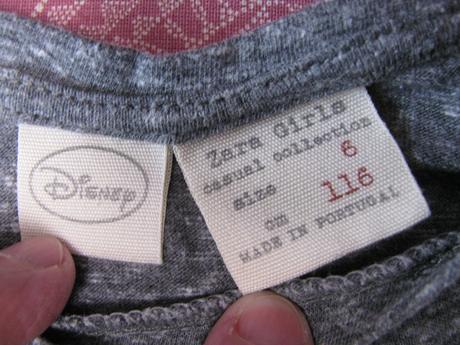 Disney
Zara Girls
casual collection
size 6
cm 116
MADE IN PORTUGAL